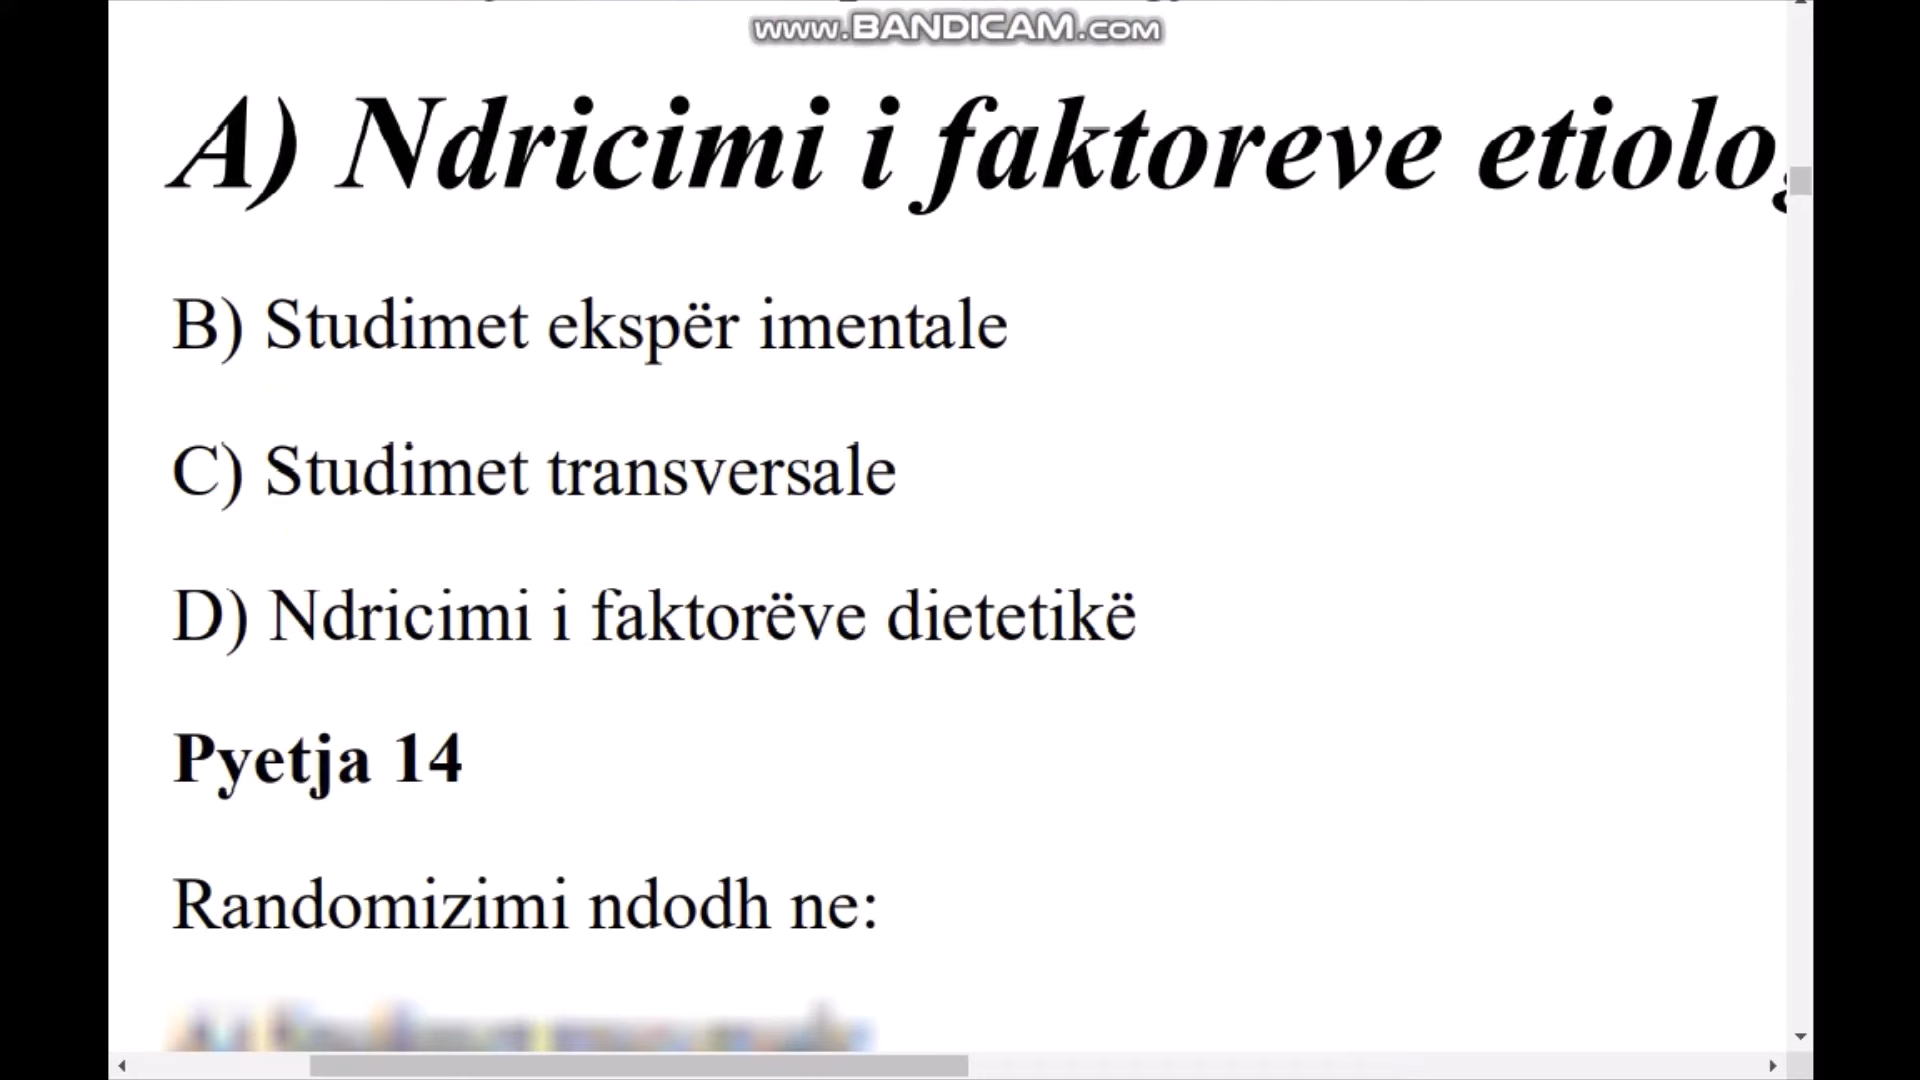 www.BANDICAM.com
A) Ndricimi i faktoreve etiolo
B) Studimet ekspër imentale
C) Studimet transversale
D) Ndricimi i faktorëve dietetikë
Pyetja 14
Randomizimi ndodh ne: